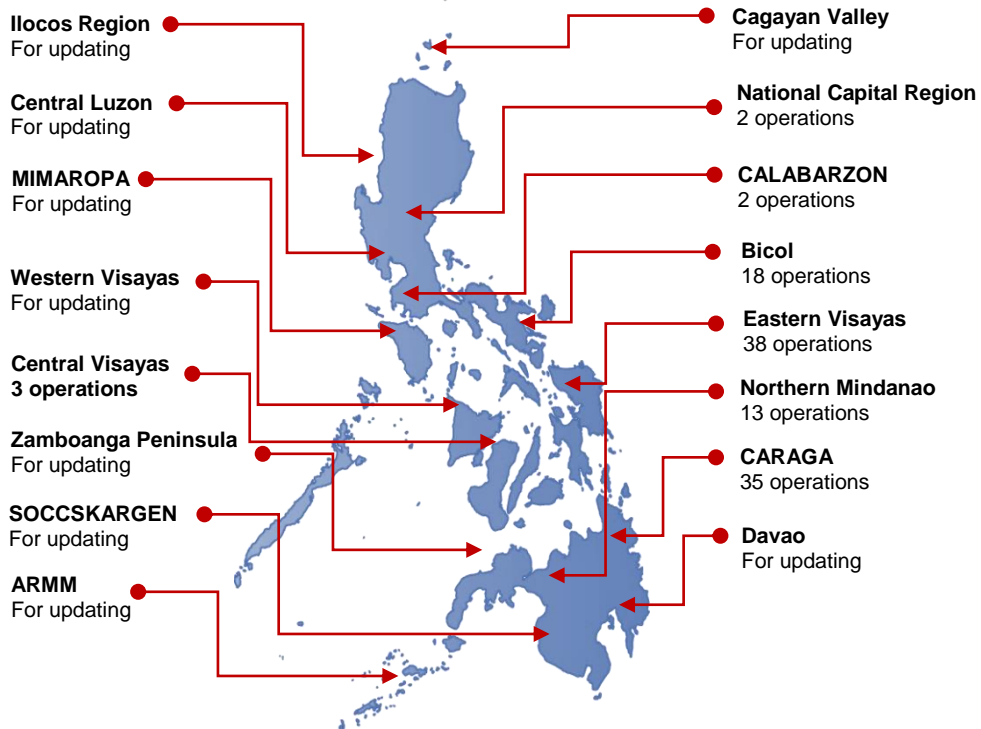 Ilocos Region
For updating
Central Luzon
For updating
MIMAROPA
For updating
Western Visayas
For updating
Central Visayas
3 operations
Zamboanga Peninsula
For updating
SOCCSKARGEN
For updating
ARMM
For updating
Cagayan Valley
For updating
National Capital Region
2 operations
CALABARZON
2 operations
Bicol
18 operations
Eastern Visayas
38 operations
Northern Mindanao
13 operations
CARAGA
35 operations
Davao
For updating